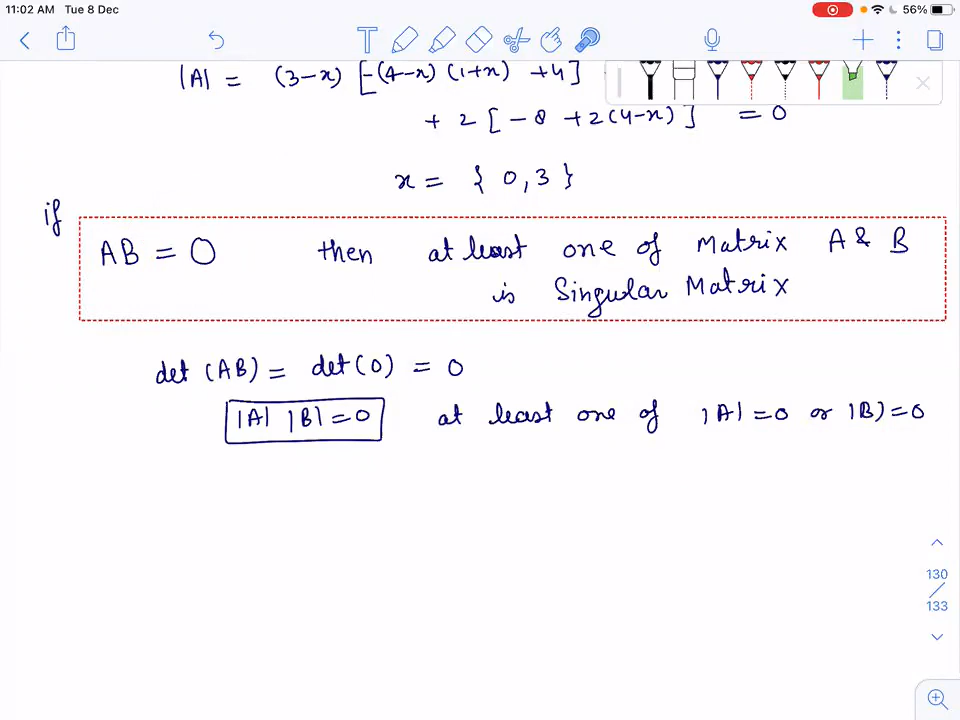 11:02 AM Tue 8 Dec 56%
|A| = (3-x) [-(4-x) (1+x) +4]
+ 2 [-8 +2(4-x)] = 0
x = { 0, 3 }
if
AB = O then at least one of Matrix A & B
is Singular Matrix
det (AB) = det (0) = 0
|A| |B| = 0 at least one of |A| = 0 or |B| = 0
130
133